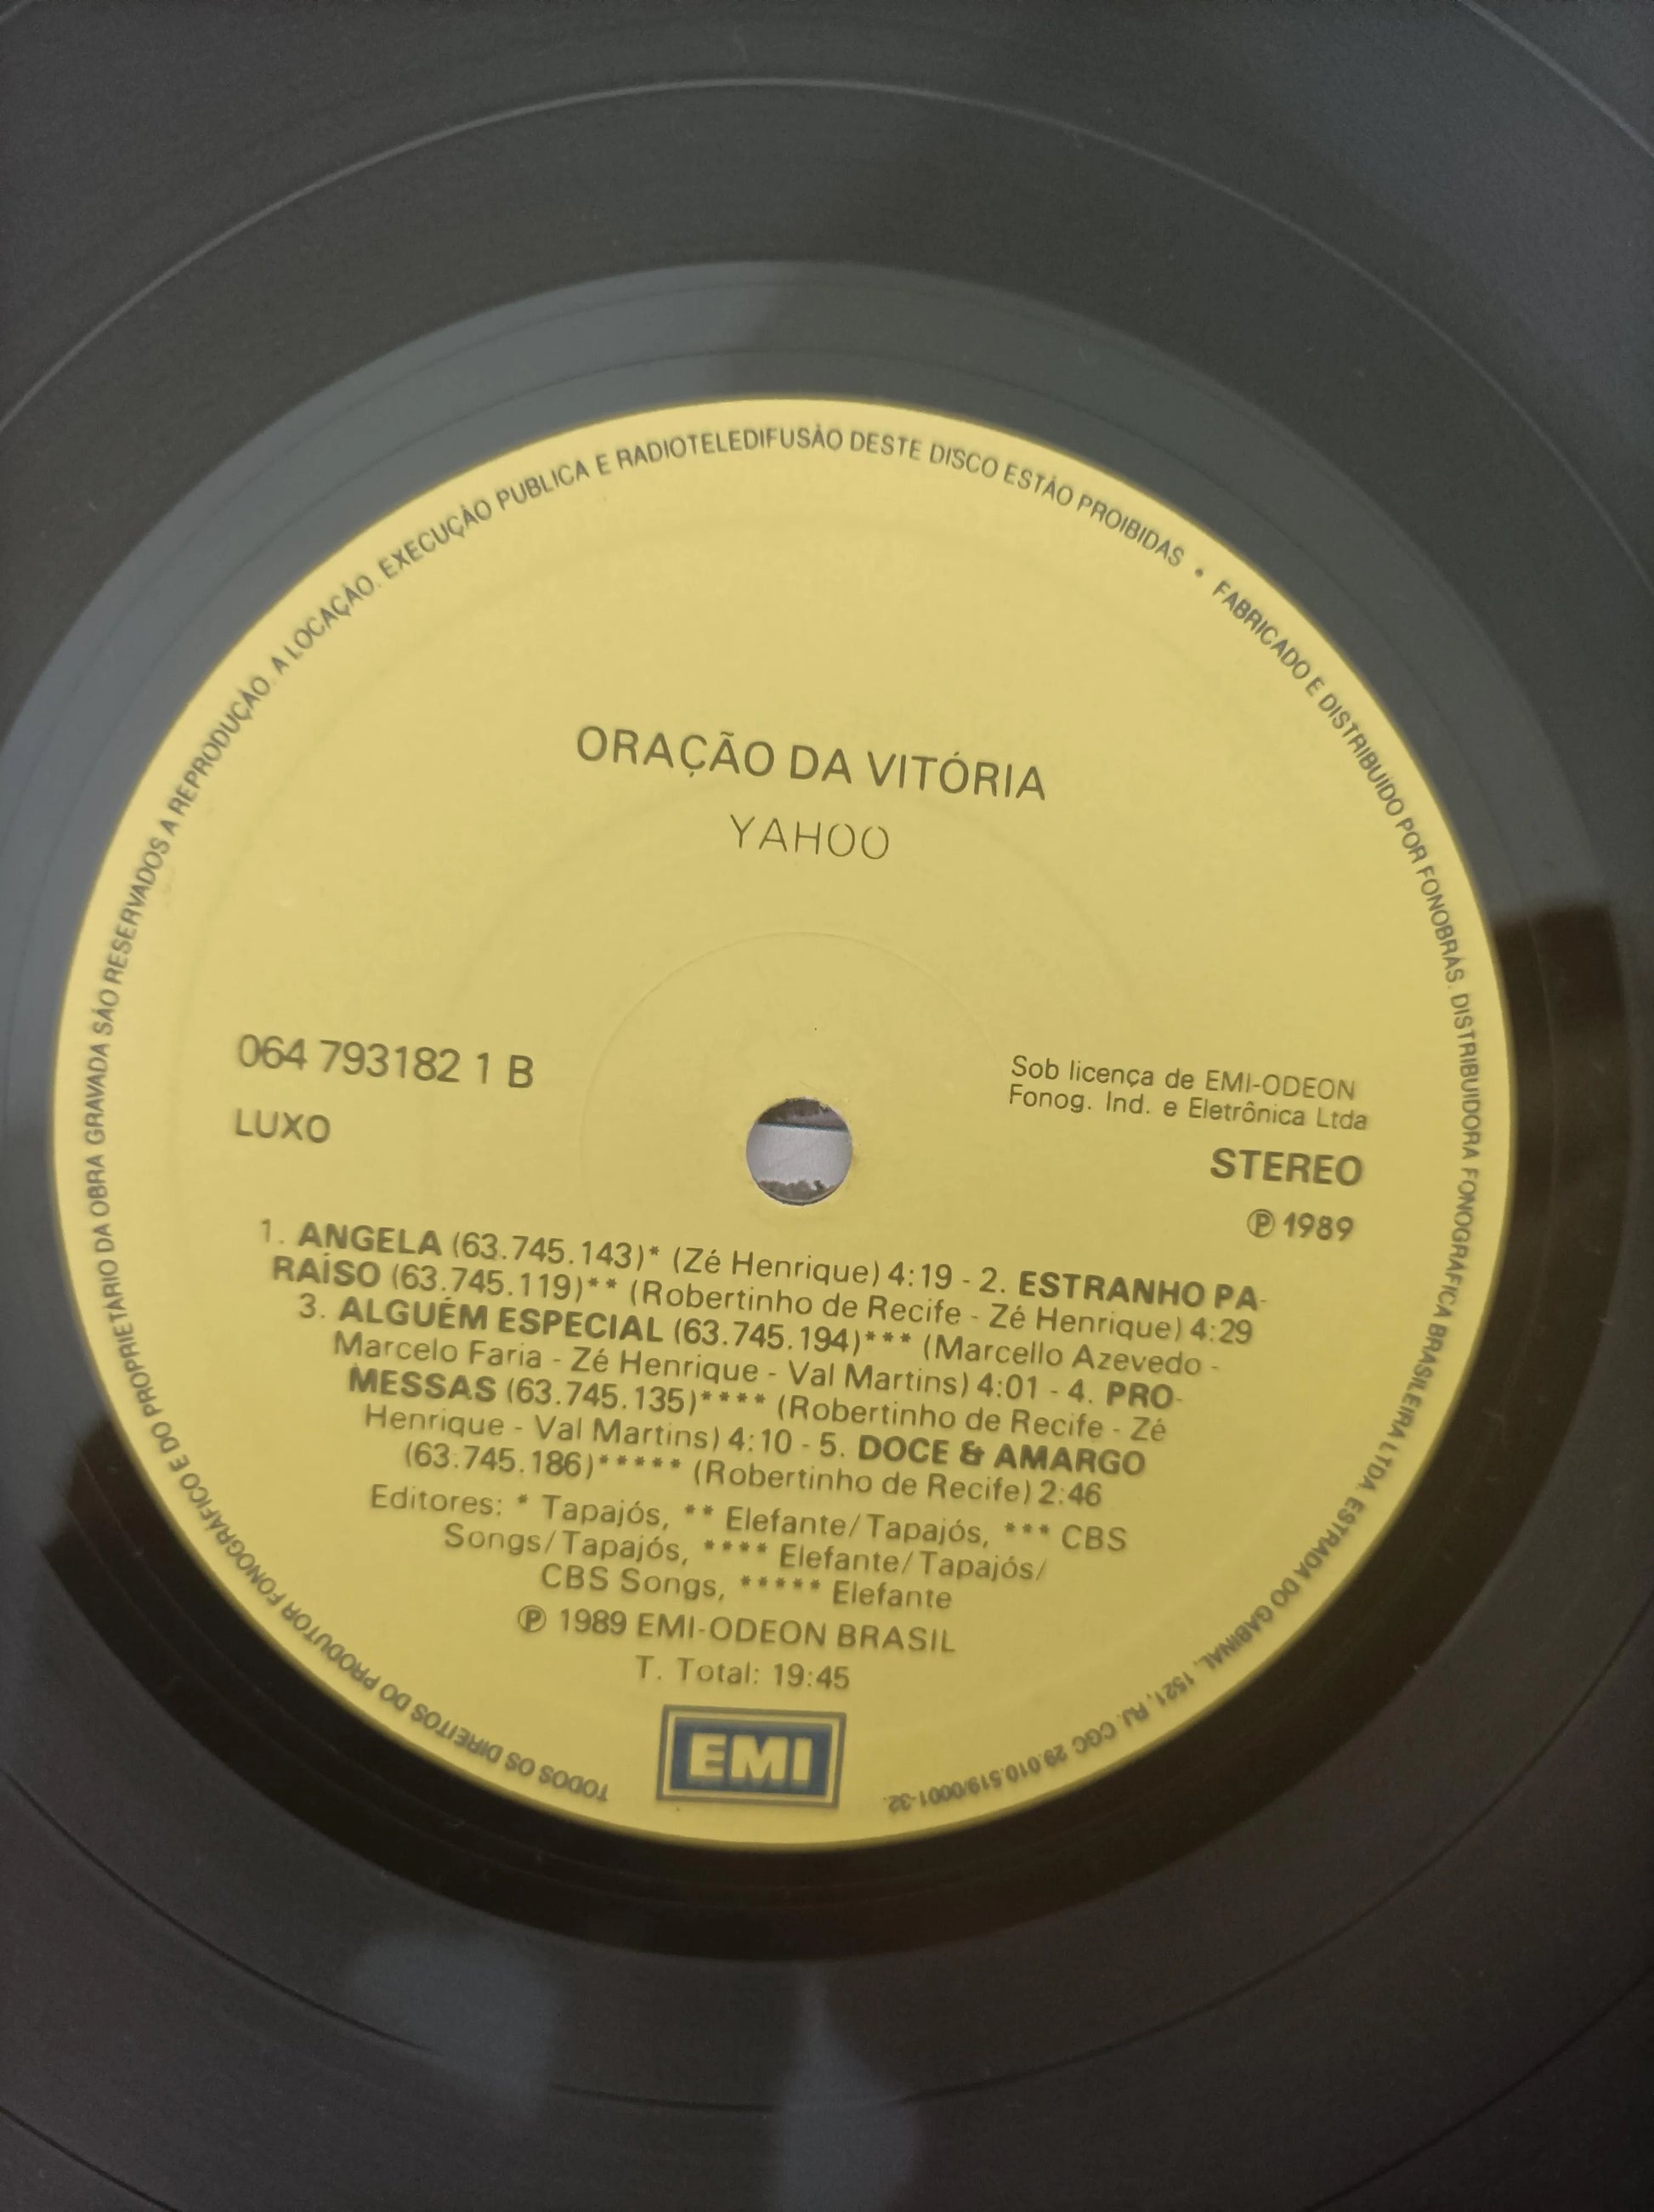 TODOS OS DIREITOS DO PRODUTOR FONOGRÁFICO E DO PROPRIETÁRIO DA OBRA GRAVADA SÃO RESERVADOS A REPRODUÇÃO. A LOCAÇÃO. EXECUÇÃO PUBLICA E RADIOTELEDIFUSÃO DESTE DISCO ESTÃO PROIBIDAS • FABRICADO E DISTRIBUÍDO POR FONOBRÁS. DISTRIBUIDORA FONOGRÁFICA BRASILEIRA LTDA. ESTRADA DO GABINAL, 1521, RJ. CGC 29.010.519/0001-32.
ORAÇÃO DA VITÓRIA
YAHOO
064 793182 1 B
LUXO
Sob licença de EMI-ODEON
Fonog. Ind. e Eletrônica Ltda
STEREO
Ⓟ 1989
1. ANGELA (63.745.143)* (Zé Henrique) 4:19 - 2. ESTRANHO PA-
RAÍSO (63.745.119)** (Robertinho de Recife - Zé Henrique) 4:29
3. ALGUÉM ESPECIAL (63.745.194)*** (Marcello Azevedo -
Marcelo Faria - Zé Henrique - Val Martins) 4:01 - 4. PRO-
MESSAS (63.745.135)**** (Robertinho de Recife - Zé
Henrique - Val Martins) 4:10 - 5. DOCE & AMARGO
(63.745.186)***** (Robertinho de Recife) 2:46
Editores: * Tapajós, ** Elefante/Tapajós, *** CBS
Songs/Tapajós, **** Elefante/Tapajós/
CBS Songs, ***** Elefante
Ⓟ 1989 EMI-ODEON BRASIL
T. Total: 19:45
EMI